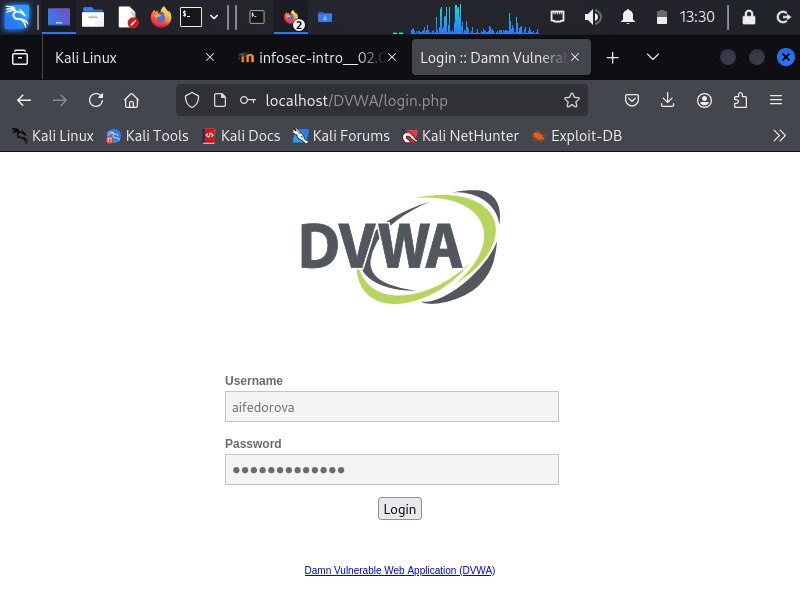 2
13:30
Kali Linux
infosec-intro__02.
Login :: Damn Vulnera
localhost/DVWA/login.php
Kali Linux
Kali Tools
Kali Docs
Kali Forums
Kali NetHunter
Exploit-DB
DVWA
Username
aifedorova
Password
Login
Damn Vulnerable Web Application (DVWA)